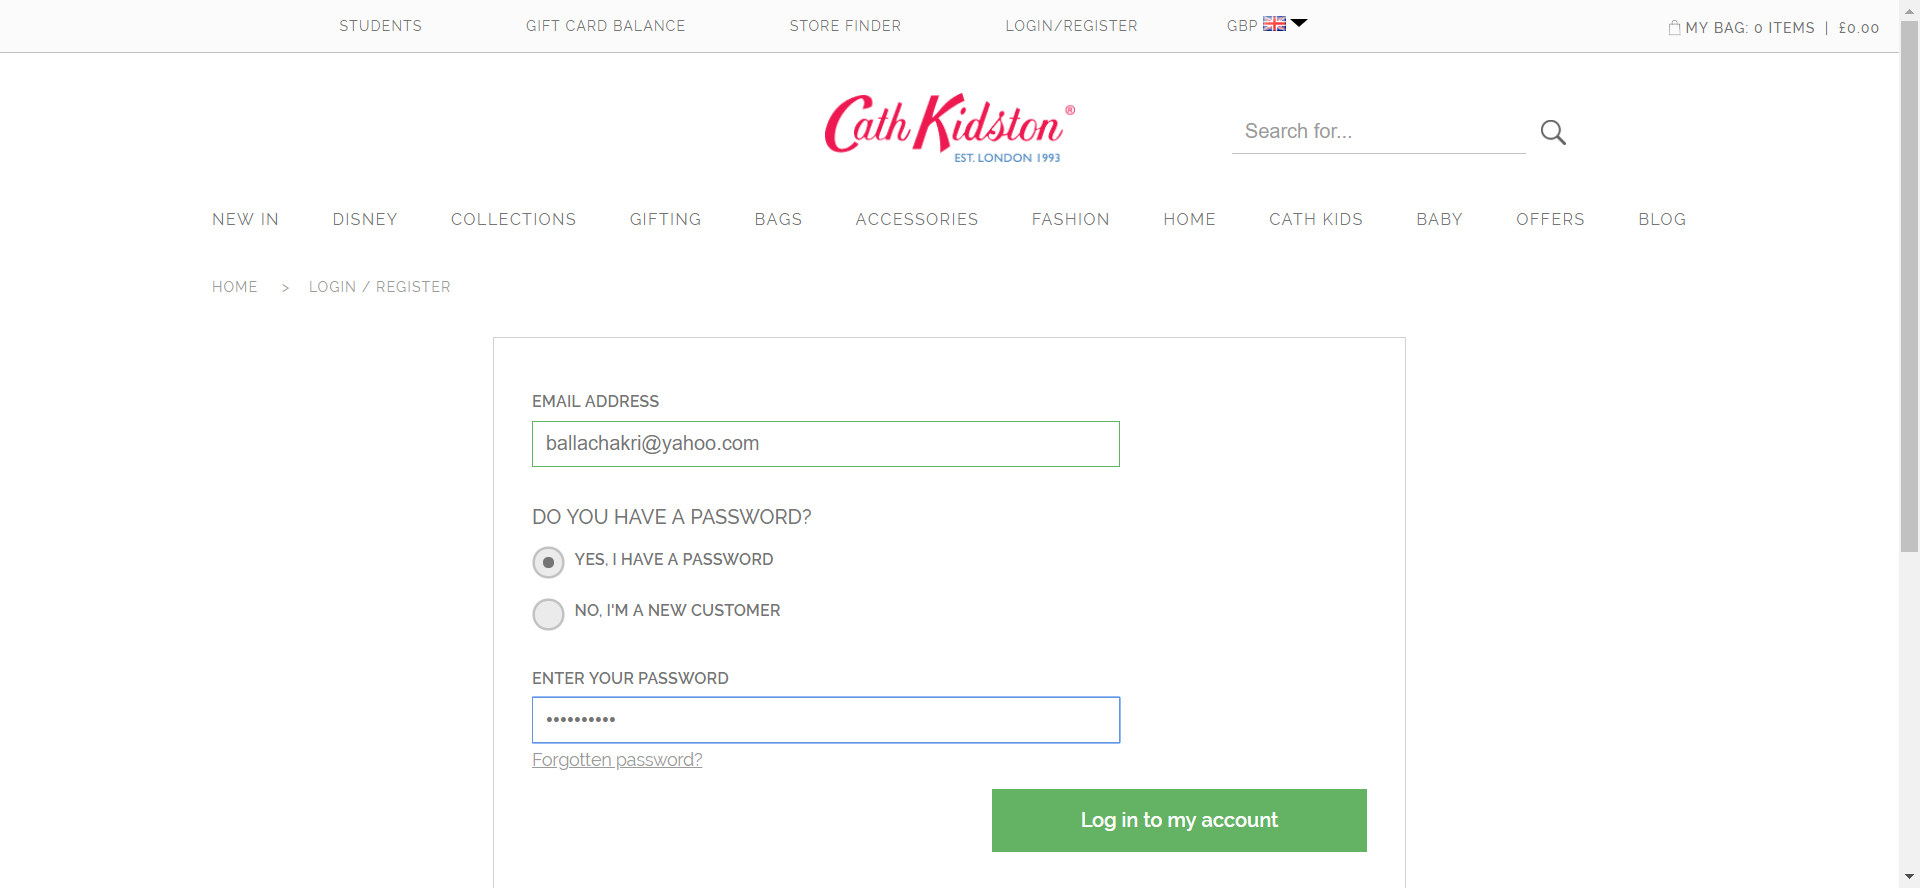 STUDENTS GIFT CARD BALANCE STORE FINDER LOGIN/REGISTER GBP MY BAG: 0 ITEMS | £0.00
Cath Kidston®
EST. LONDON 1993
Search for...
NEW IN DISNEY COLLECTIONS GIFTING BAGS ACCESSORIES FASHION HOME CATH KIDS BABY OFFERS BLOG
HOME > LOGIN / REGISTER
EMAIL ADDRESS
ballachakri@yahoo.com
DO YOU HAVE A PASSWORD?
YES, I HAVE A PASSWORD
NO, I'M A NEW CUSTOMER
ENTER YOUR PASSWORD
••••••••••
Forgotten password?
Log in to my account